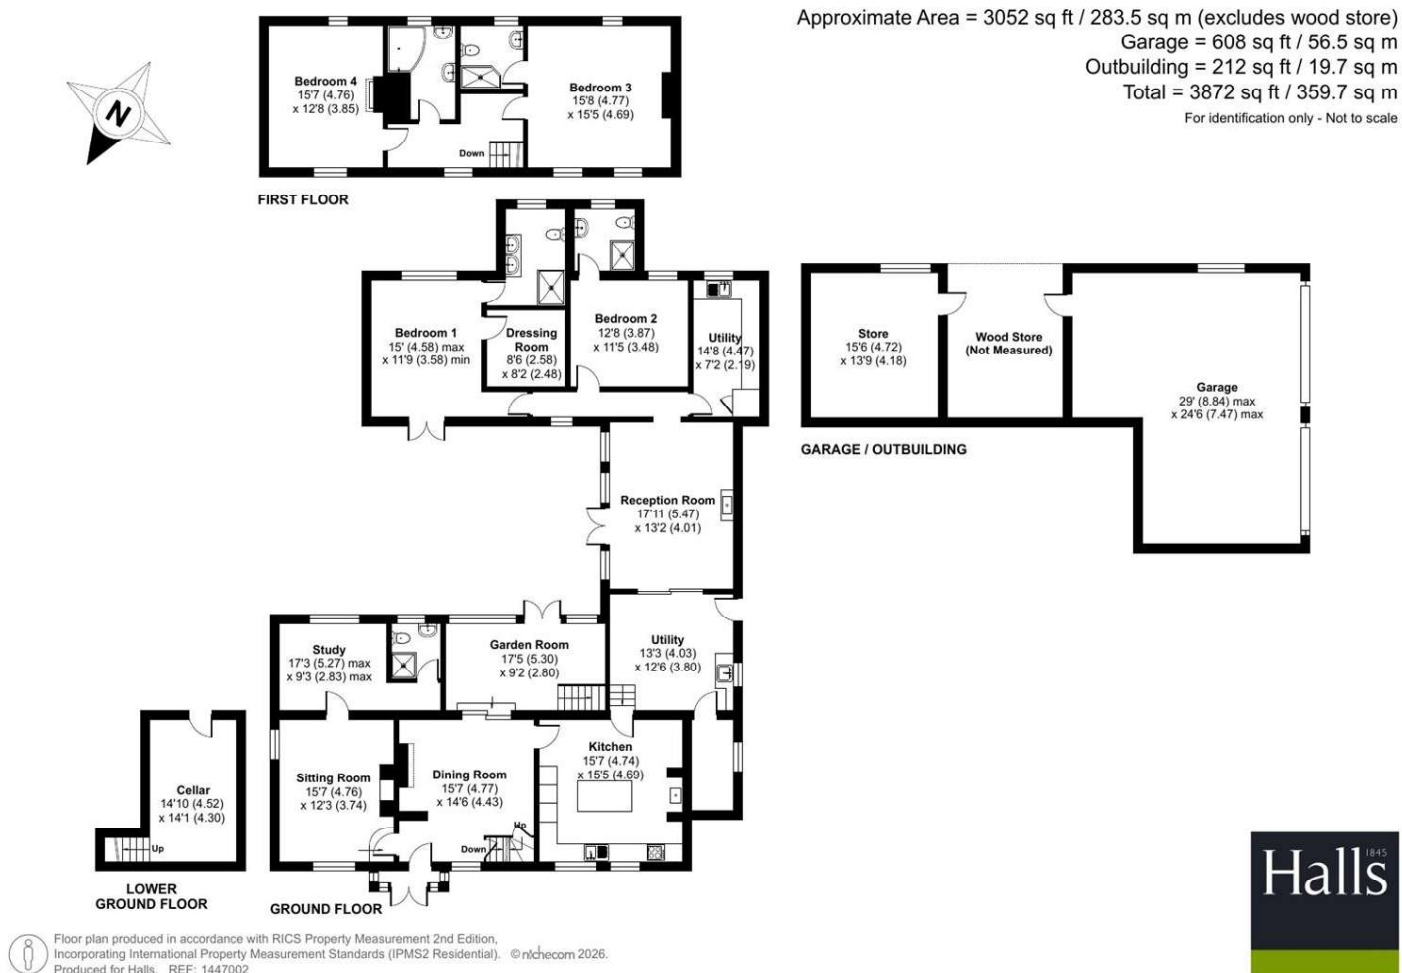 Approximate Area = 3052 sq ft / 283.5 sq m (excludes wood store)
Garage = 608 sq ft / 56.5 sq m
Outbuilding = 212 sq ft / 19.7 sq m
Total = 3872 sq ft / 359.7 sq m
For identification only - Not to scale
N
Bedroom 4
15'7 (4.76)
x 12'8 (3.85)
Bedroom 3
15'8 (4.77)
x 15'5 (4.69)
Down
FIRST FLOOR
Bedroom 1
15' (4.58) max
x 11'9 (3.58) min
Dressing
Room
8'6 (2.58)
x 8'2 (2.48)
Bedroom 2
12'8 (3.87)
x 11'5 (3.48)
Utility
14'8 (4.47)
x 7'2 (2.19)
Store
15'6 (4.72)
x 13'9 (4.18)
Wood Store
(Not Measured)
Garage
29' (8.84) max
x 24'6 (7.47) max
GARAGE / OUTBUILDING
Reception Room
17'11 (5.47)
x 13'2 (4.01)
Study
17'3 (5.27) max
x 9'3 (2.83) max
Garden Room
17'5 (5.30)
x 9'2 (2.80)
Utility
13'3 (4.03)
x 12'6 (3.80)
Cellar
14'10 (4.52)
x 14'1 (4.30)
Up
LOWER
GROUND FLOOR
Sitting Room
15'7 (4.76)
x 12'3 (3.74)
Dining Room
15'7 (4.77)
x 14'6 (4.43)
Up
Down
Kitchen
15'7 (4.74)
x 15'5 (4.69)
GROUND FLOOR
Halls
1845
Floor plan produced in accordance with RICS Property Measurement 2nd Edition,
Incorporating International Property Measurement Standards (IPMS2 Residential). © nichecom 2026.
Produced for Halls. REF: 1447002